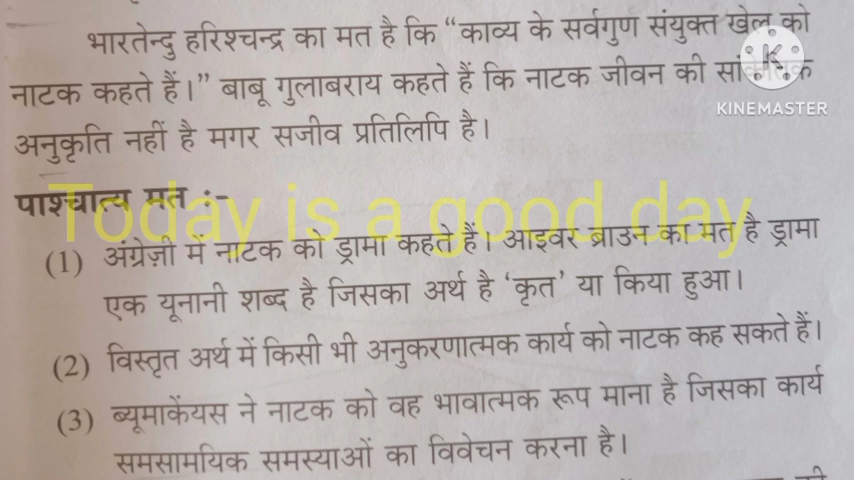 भारतेन्दु हरिश्चन्द्र का मत है कि “काव्य के सर्वगुण संयुक्त खेल को
नाटक कहते हैं।” बाबू गुलाबराय कहते हैं कि नाटक जीवन की सांकेतिक
अनुकृति नहीं है मगर सजीव प्रतिलिपि है।
KINEMASTER
पाश्चात्य मत :-
Today is a good day
(1) अंग्रेज़ी में नाटक को ड्रामा कहते हैं। आइवर ब्राउन का मत है ड्रामा
एक यूनानी शब्द है जिसका अर्थ है ‘कृत’ या किया हुआ।
(2) विस्तृत अर्थ में किसी भी अनुकरणात्मक कार्य को नाटक कह सकते हैं।
(3) ब्यूमार्केयस ने नाटक को वह भावात्मक रूप माना है जिसका कार्य
समसामयिक समस्याओं का विवेचन करना है।